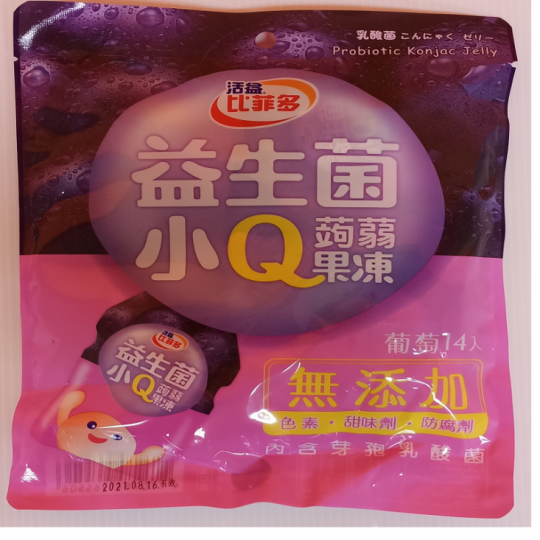 乳酸菌 こんにゃく ゼリー
Probiotic Konjac Jelly
活益
比菲多
益生菌
小Q蒟蒻
果凍
葡萄14入
活益
比菲多
益生菌
小Q蒟蒻
果凍
無添加
色素・甜味劑・防腐劑
內含芽孢乳酸菌
2021.08.16.有效